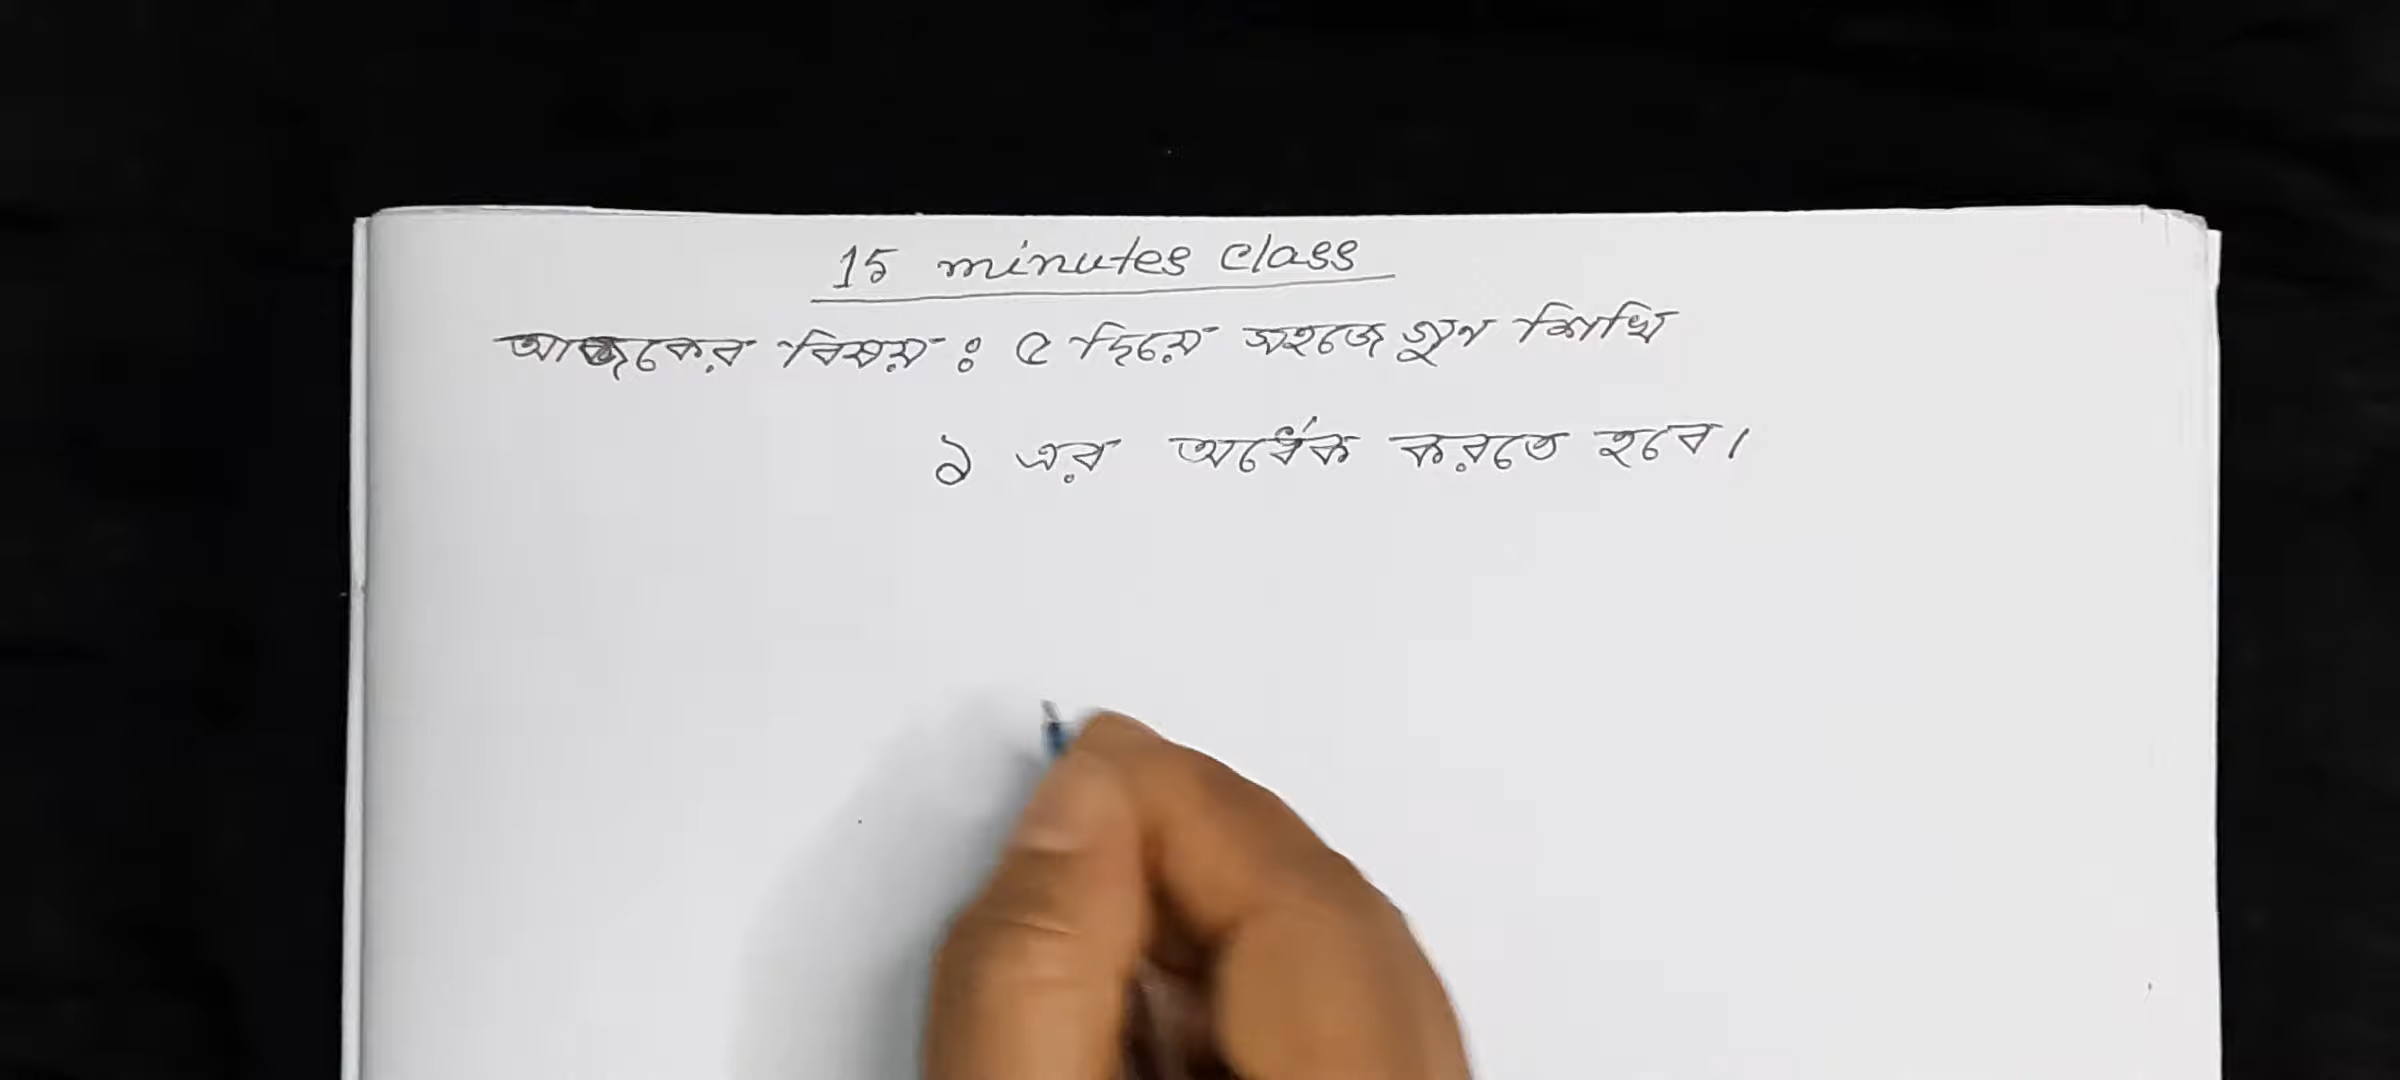 15 minutes class
আজকের বিষয় : ৫ দিয়ে সহজে গুণ শিখি
১ এর অর্ধেক করতে হবে।